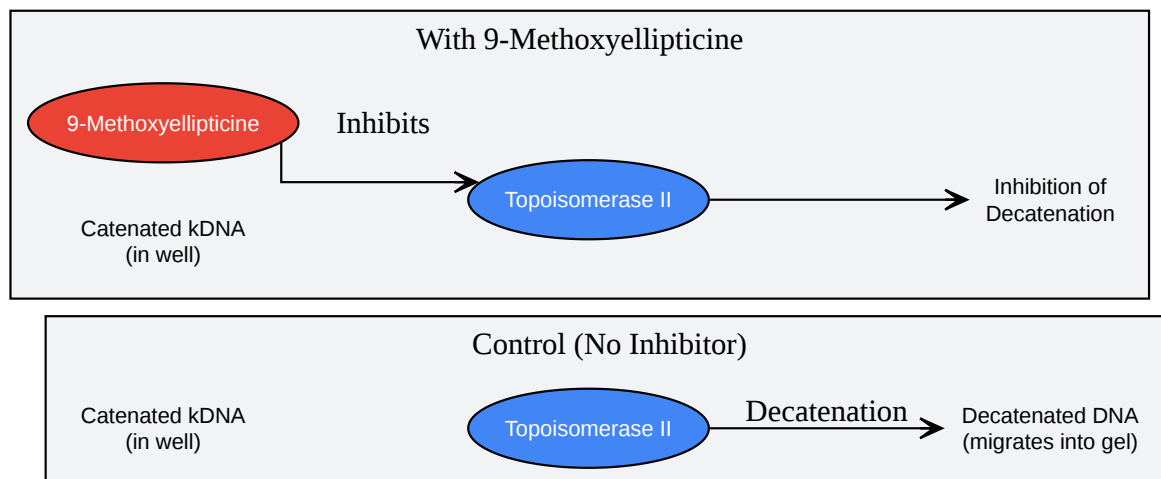 With 9-Methoxyellipticine
9-Methoxyellipticine
Inhibits
Topoisomerase II
Inhibition of
Decatenation
Catenated kDNA
(in well)
Control (No Inhibitor)
Catenated kDNA
(in well)
Topoisomerase II
Decatenation
Decatenated DNA
(migrates into gel)